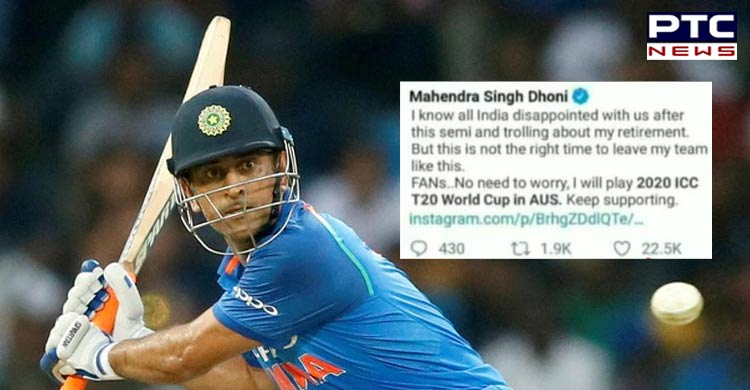 PTC
NEWS
Mahendra Singh Dhoni
I know all India disappointed with us after
this semi and trolling about my retirement.
But this is not the right time to leave my team
like this.
FANs..No need to worry, I will play 2020 ICC
T20 World Cup in AUS. Keep supporting.
instagram.com/p/BrhgZDdlQTe/...
430 1.9K 22.5K
oppo
INDIA
SPARTAN